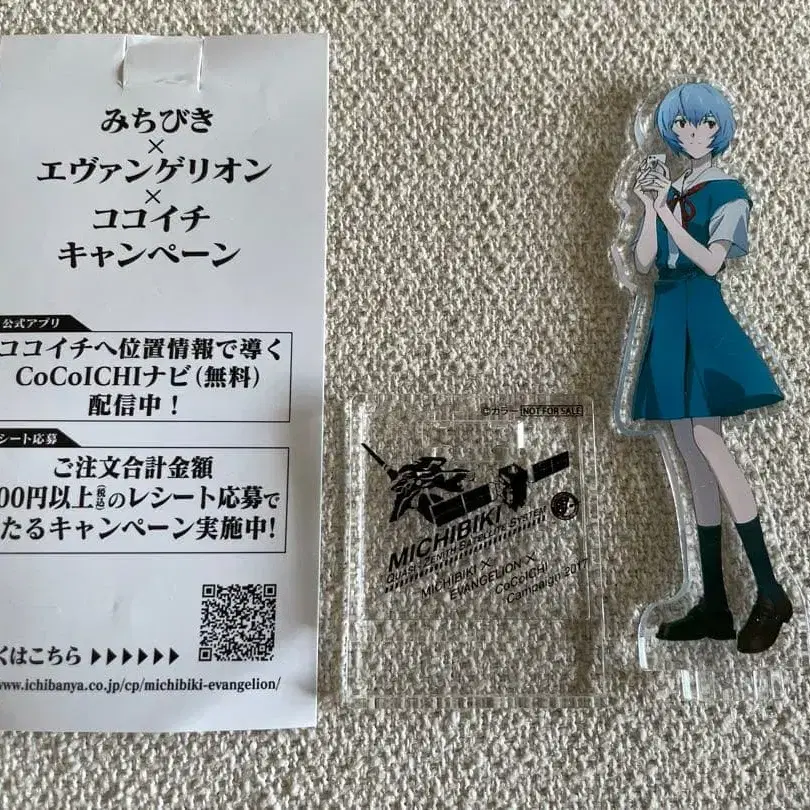 みちびき
×
エヴァンゲリオン
×
ココイチ
キャンペーン
公式アプリ
ココイチへ位置情報で導く
CoCoICHIナビ(無料)
配信中！
シート応募
ご注文合計金額
00円以上(税込)のレシート応募で
たるキャンペーン実施中!
くはこちら ▶▶▶▶▶▶
www.ichibanya.co.jp/cp/michibiki-evangelion/
©カラー NOT FOR SALE
MICHIBIKI
QUASI-ZENITH SATELLITE SYSTEM
MICHIBIKI ×
EVANGELION ×
CoCoICHI
Campaign 2017